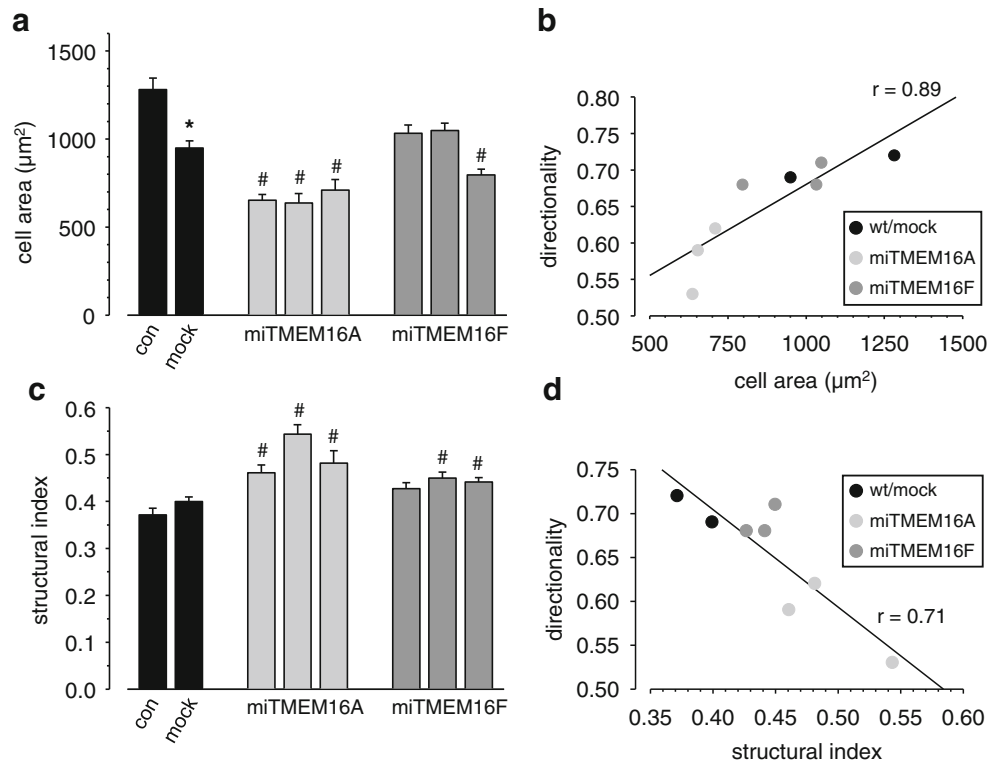 a
1500
1000
500
0
cell area (µm²)
*
#
#
#
#
con
mock
miTMEM16A
miTMEM16F
b
0.80
0.75
0.70
0.65
0.60
0.55
0.50
directionality
r = 0.89
wt/mock
miTMEM16A
miTMEM16F
500
750
1000
1250
1500
cell area (µm²)
c
0.6
0.5
0.4
0.3
0.2
0.1
0.0
structural index
#
#
#
#
#
con
mock
miTMEM16A
miTMEM16F
d
0.75
0.70
0.65
0.60
0.55
0.50
directionality
wt/mock
miTMEM16A
miTMEM16F
r = 0.71
0.35
0.40
0.45
0.50
0.55
0.60
structural index